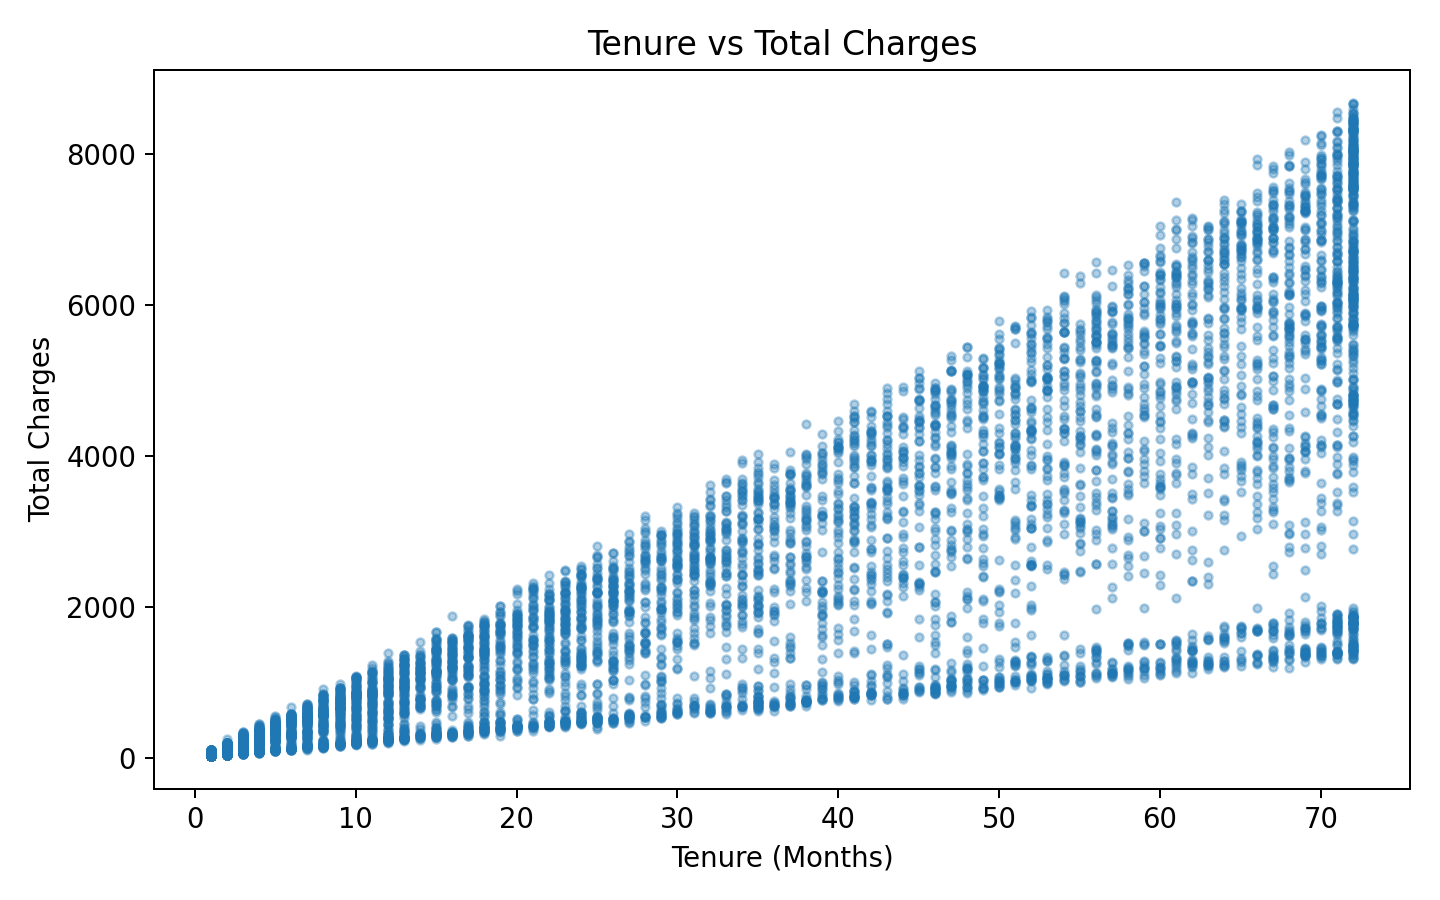 Tenure vs Total Charges
Total Charges
8000
6000
4000
2000
0
0 10 20 30 40 50 60 70
Tenure (Months)